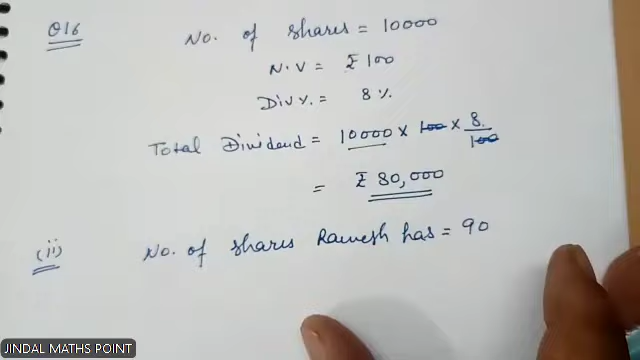 Q16 No. of shares = 10000
N.V = ₹ 100
Div %. = 8 %.
Total Dividend = 10000 × 100 × 8/100
= ₹ 80,000
(ii) No. of shares Ramesh has = 90
JINDAL MATHS POINT